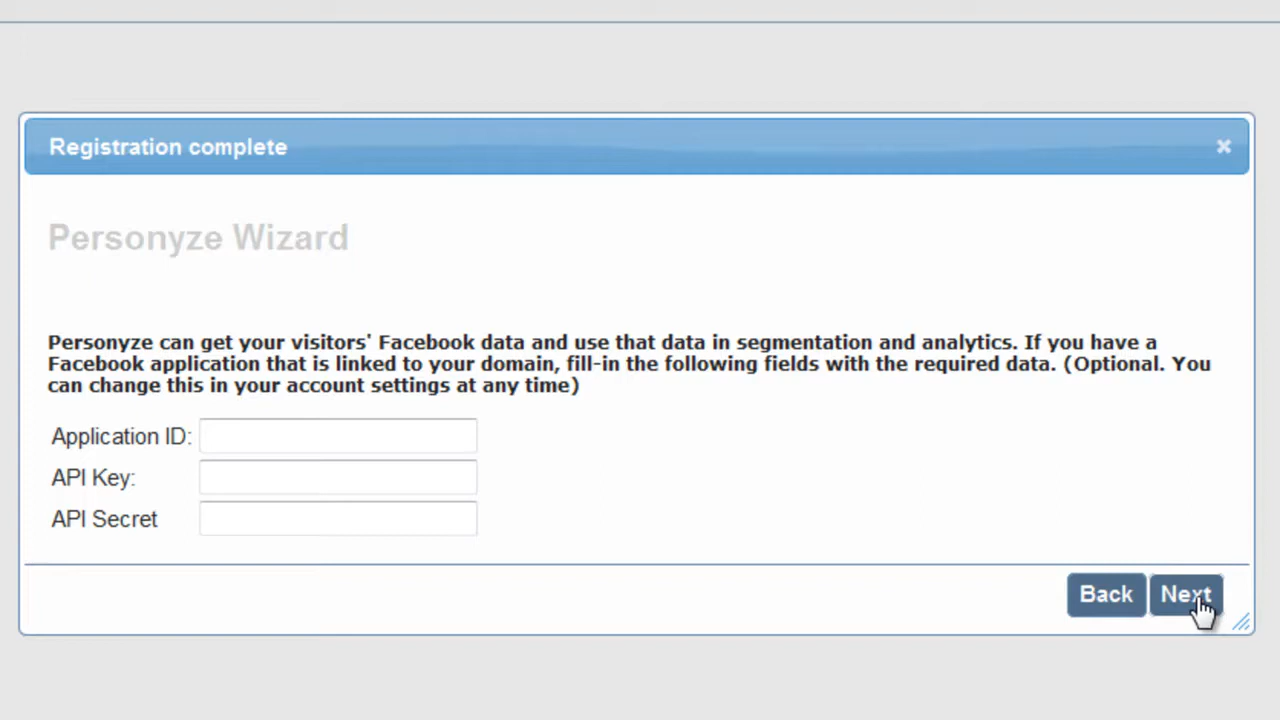 Registration complete
Personyze Wizard
Personyze can get your visitors' Facebook data and use that data in segmentation and analytics. If you have a
Facebook application that is linked to your domain, fill-in the following fields with the required data. (Optional. You
can change this in your account settings at any time)
Application ID:
API Key:
API Secret
Back Next